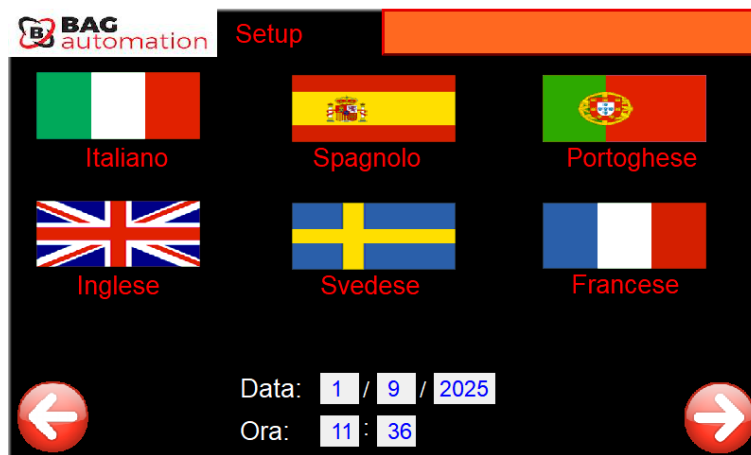 BAG
automation
Setup
Italiano Spagnolo Portoghese
Inglese Svedese Francese
Data: 1 / 9 / 2025
Ora: 11 : 36